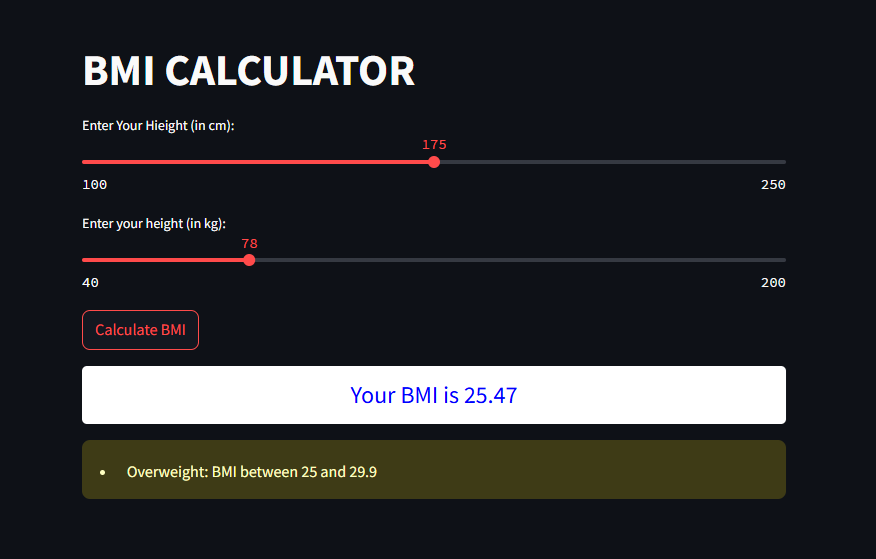 BMI CALCULATOR
Enter Your Hieight (in cm):
175
100 250
Enter your height (in kg):
78
40 200
Calculate BMI
Your BMI is 25.47
• Overweight: BMI between 25 and 29.9